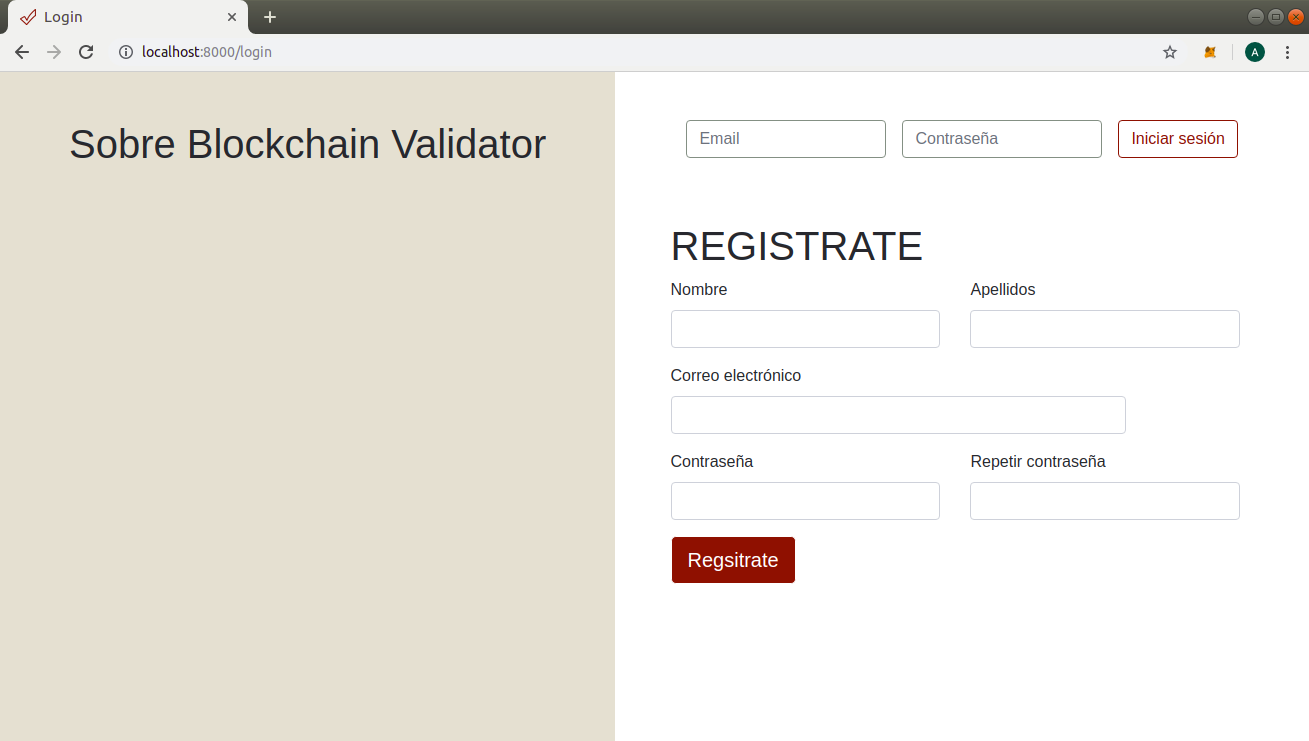 Login
localhost:8000/login
A
Sobre Blockchain Validator
Email
Contraseña
Iniciar sesión
REGISTRATE
Nombre
Apellidos
Correo electrónico
Contraseña
Repetir contraseña
Regsitrate